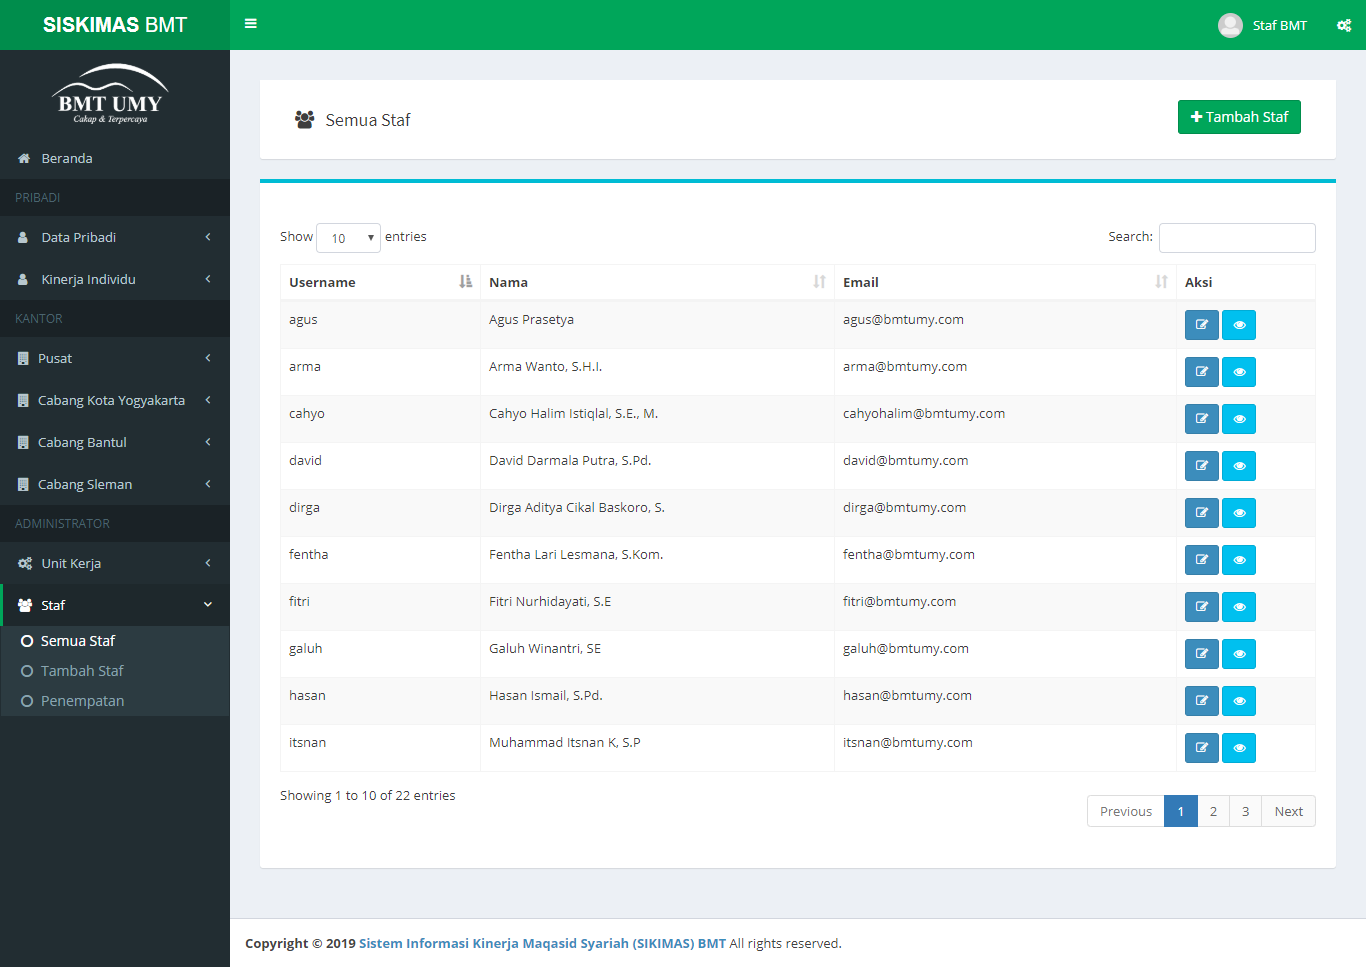 SISKIMAS BMT
Staf BMT
BMT UMY
Cakap & Terpercaya
Beranda
PRIBADI
Data Pribadi
Kinerja Individu
KANTOR
Pusat
Cabang Kota Yogyakarta
Cabang Bantul
Cabang Sleman
ADMINISTRATOR
Unit Kerja
Staf
Semua Staf
Tambah Staf
Penempatan
Semua Staf
Tambah Staf
Show 10 entries
Search:
Username Nama Email Aksi
agus Agus Prasetya agus@bmtumy.com
arma Arma Wanto, S.H.I. arma@bmtumy.com
cahyo Cahyo Halim Istiqlal, S.E., M. cahyohalim@bmtumy.com
david David Darmala Putra, S.Pd. david@bmtumy.com
dirga Dirga Aditya Cikal Baskoro, S. dirga@bmtumy.com
fentha Fentha Lari Lesmana, S.Kom. fentha@bmtumy.com
fitri Fitri Nurhidayati, S.E fitri@bmtumy.com
galuh Galuh Winantri, SE galuh@bmtumy.com
hasan Hasan Ismail, S.Pd. hasan@bmtumy.com
itsnan Muhammad Itsnan K, S.P itsnan@bmtumy.com
Showing 1 to 10 of 22 entries
Previous 1 2 3 Next
Copyright © 2019 Sistem Informasi Kinerja Maqasid Syariah (SIKIMAS) BMT All rights reserved.